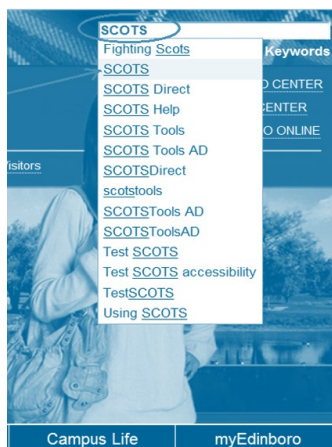 SCOTS
Fighting Scots
Keywords
SCOTS
SCOTS Direct
CENTER
SCOTS Help
CENTER
SCOTS Tools
ONLINE
SCOTS Tools AD
SCOTSDirect
Visitors
scotstools
SCOTSTools AD
SCOTSToolsAD
Test SCOTS
Test SCOTS accessibility
TestSCOTS
Using SCOTS
Campus Life
myEdinboro